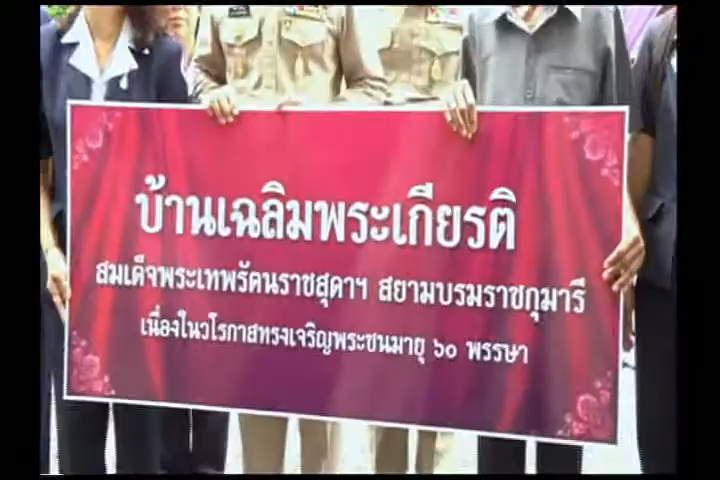 บ้านเฉลิมพระเกียรติ
สมเด็จพระเทพรัตนราชสุดาฯ สยามบรมราชกุมารี
เนื่องในวโรกาสทรงเจริญพระชนมายุ ๖๐ พรรษา